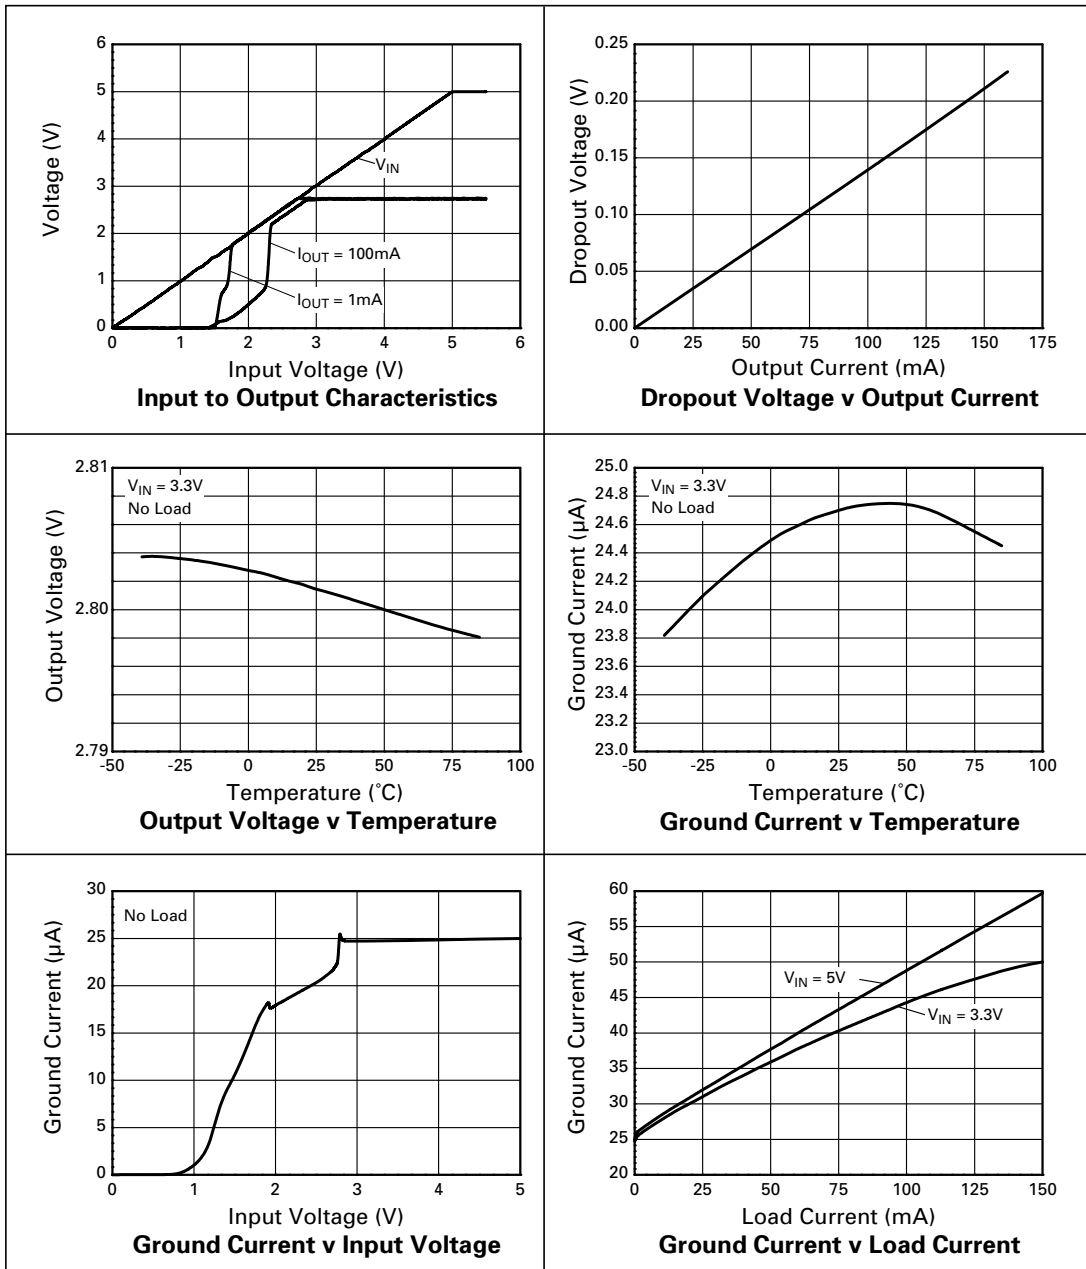 6
5
4
3
2
1
0
Voltage (V)
V_IN
I_OUT = 100mA
I_OUT = 1mA
0 1 2 3 4 5 6
Input Voltage (V)
Input to Output Characteristics
0.25
0.20
0.15
0.10
0.05
0.00
Dropout Voltage (V)
0 25 50 75 100 125 150 175
Output Current (mA)
Dropout Voltage v Output Current
2.81
2.80
2.79
Output Voltage (V)
V_IN = 3.3V
No Load
-50 -25 0 25 50 75 100
Temperature (˚C)
Output Voltage v Temperature
25.0
24.8
24.6
24.4
24.2
24.0
23.8
23.6
23.4
23.2
23.0
Ground Current (µA)
V_IN = 3.3V
No Load
-50 -25 0 25 50 75 100
Temperature (˚C)
Ground Current v Temperature
30
25
20
15
10
5
0
Ground Current (µA)
No Load
0 1 2 3 4 5
Input Voltage (V)
Ground Current v Input Voltage
60
55
50
45
40
35
30
25
20
Ground Current (µA)
V_IN = 5V
V_IN = 3.3V
0 25 50 75 100 125 150
Load Current (mA)
Ground Current v Load Current